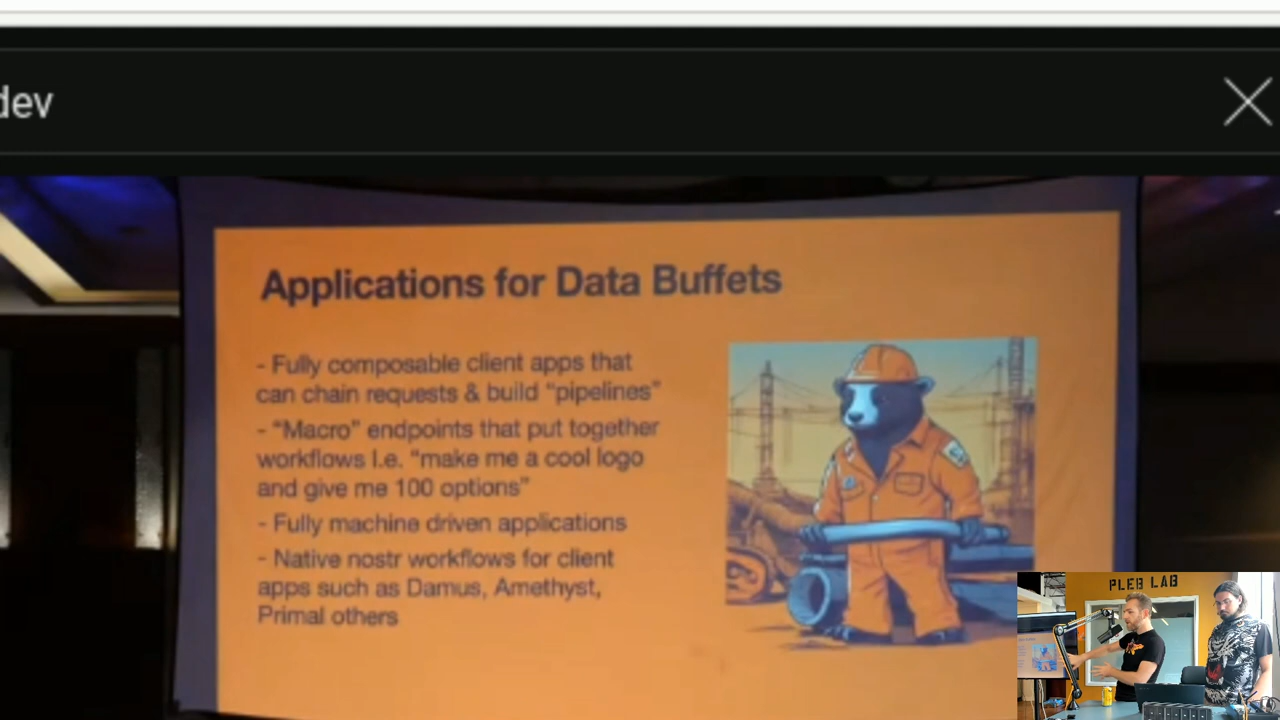 dev
Applications for Data Buffets
- Fully composable client apps that
can chain requests & build “pipelines”
- “Macro” endpoints that put together
workflows I.e. “make me a cool logo
and give me 100 options”
- Fully machine driven applications
- Native nostr workflows for client
apps such as Damus, Amethyst,
Primal others
PLEB LAB